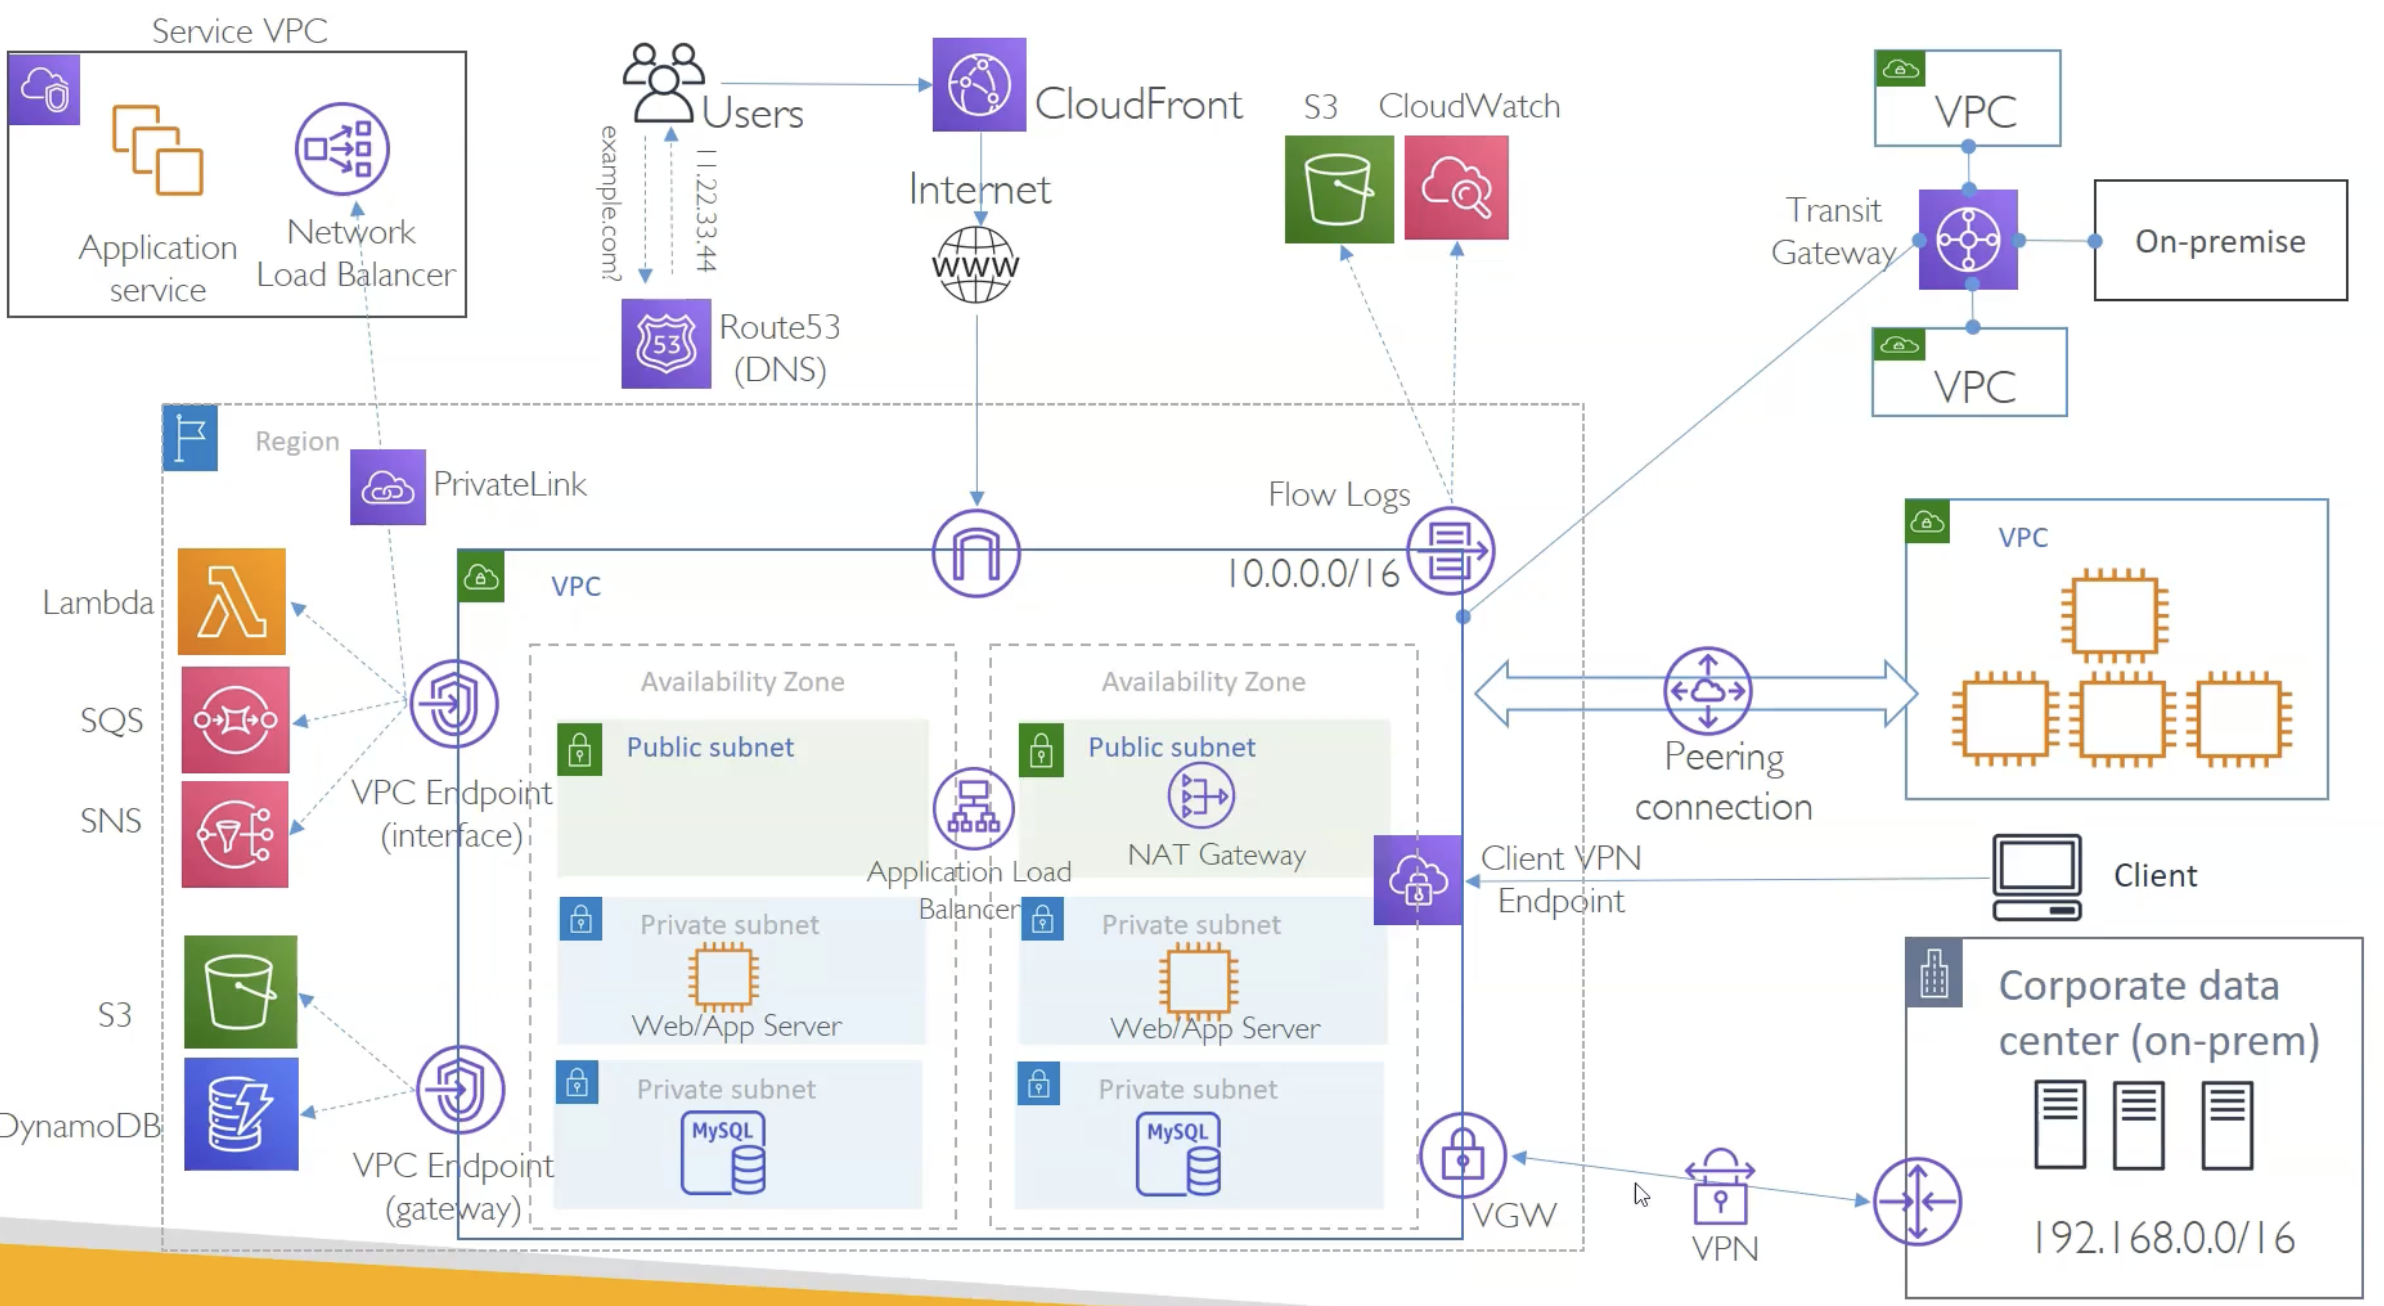 Service VPC
Application
service
Network
Load Balancer
Users
CloudFront
example.com?
11.22.33.44
Internet
WWW
53
Route53
(DNS)
S3
CloudWatch
VPC
Transit
Gateway
On-premise
VPC
Region
PrivateLink
Flow Logs
10.0.0.0/16
VPC
VPC
Lambda
SQS
SNS
VPC Endpoint
(interface)
S3
DynamoDB
VPC Endpoint
(gateway)
Availability Zone
Public subnet
Private subnet
Web/App Server
Private subnet
MySQL
Application Load
Balancer
Availability Zone
Public subnet
NAT Gateway
Private subnet
Web/App Server
Private subnet
MySQL
Peering
connection
Client VPN
Endpoint
Client
VGW
VPN
Corporate data
center (on-prem)
192.168.0.0/16